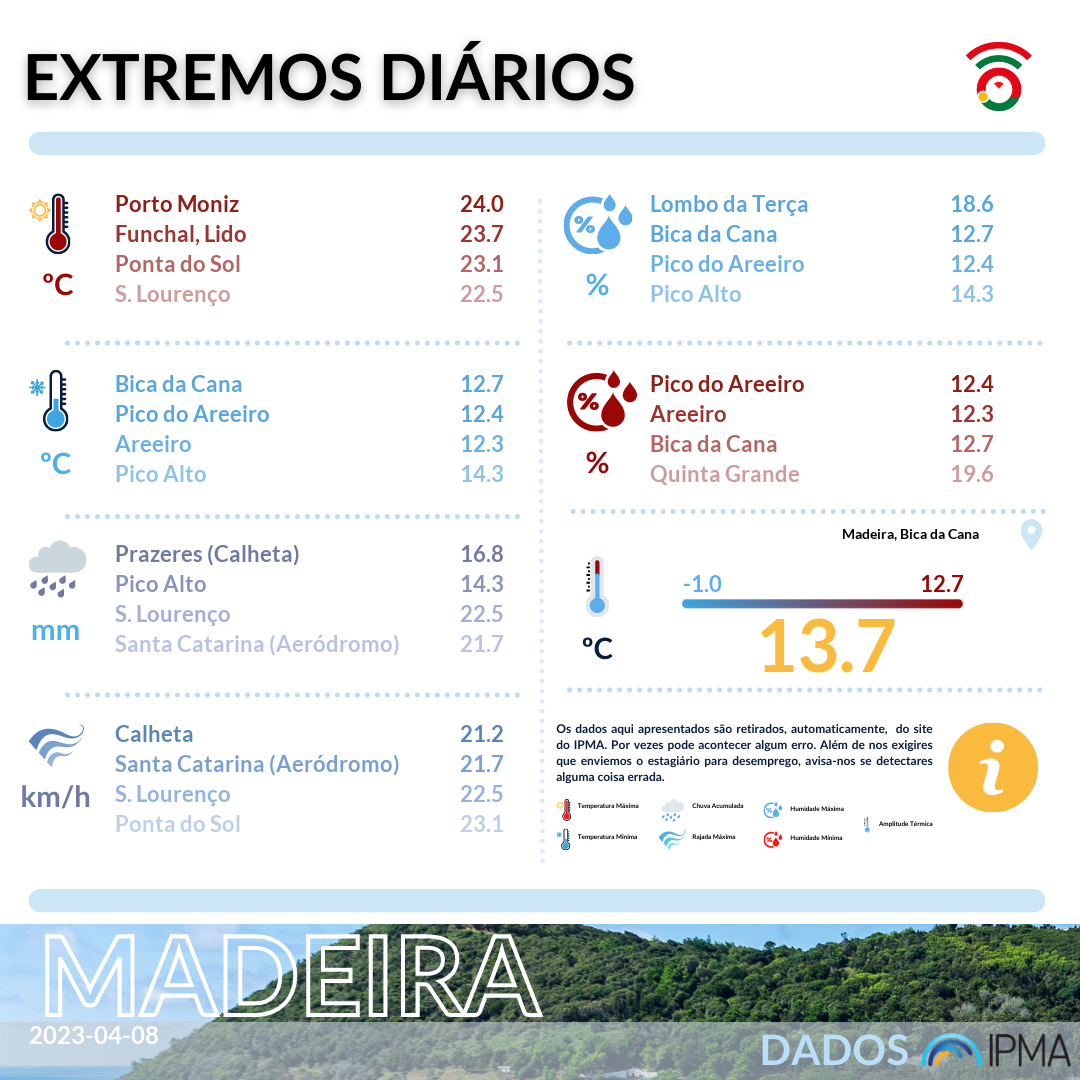 EXTREMOS DIÁRIOS
Porto Moniz 24.0
Funchal, Lido 23.7
Ponta do Sol 23.1
S. Lourenço 22.5
ºC
Bica da Cana 12.7
Pico do Areeiro 12.4
Areeiro 12.3
Pico Alto 14.3
ºC
Prazeres (Calheta) 16.8
Pico Alto 14.3
S. Lourenço 22.5
Santa Catarina (Aeródromo) 21.7
mm
Calheta 21.2
Santa Catarina (Aeródromo) 21.7
S. Lourenço 22.5
Ponta do Sol 23.1
km/h
%
Lombo da Terça 18.6
Bica da Cana 12.7
Pico do Areeiro 12.4
Pico Alto 14.3
%
%
Pico do Areeiro 12.4
Areeiro 12.3
Bica da Cana 12.7
Quinta Grande 19.6
%
Madeira, Bica da Cana
-1.0 12.7
13.7
ºC
Os dados aqui apresentados são retirados, automaticamente, do site
do IPMA. Por vezes pode acontecer algum erro. Além de nos exigires
que enviemos o estagiário para desemprego, avisa-nos se detectares
alguma coisa errada.
i
Temperatura Máxima Chuva Acumulada Humidade Máxima
Amplitude Térmica
Temperatura Mínima Rajada Máxima Humidade Mínima
MADEIRA
2023-04-08
DADOS IPMA